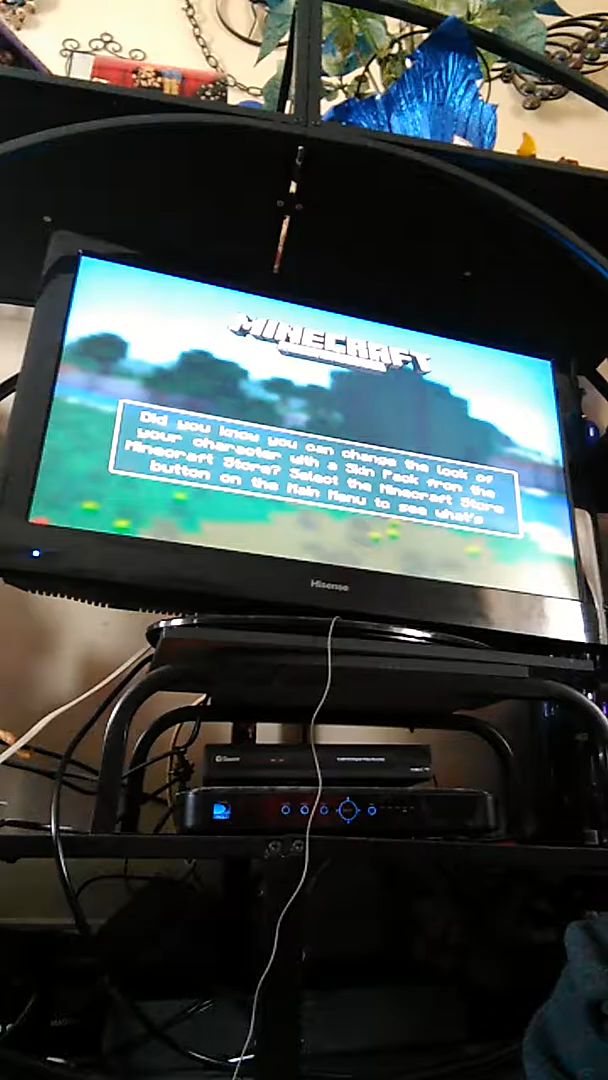 MINECRAFT
Did you know you can change the look of
your character with a Skin Pack from the
Minecraft Store? Select the Minecraft Store
button on the Main Menu to see what's
Hisense